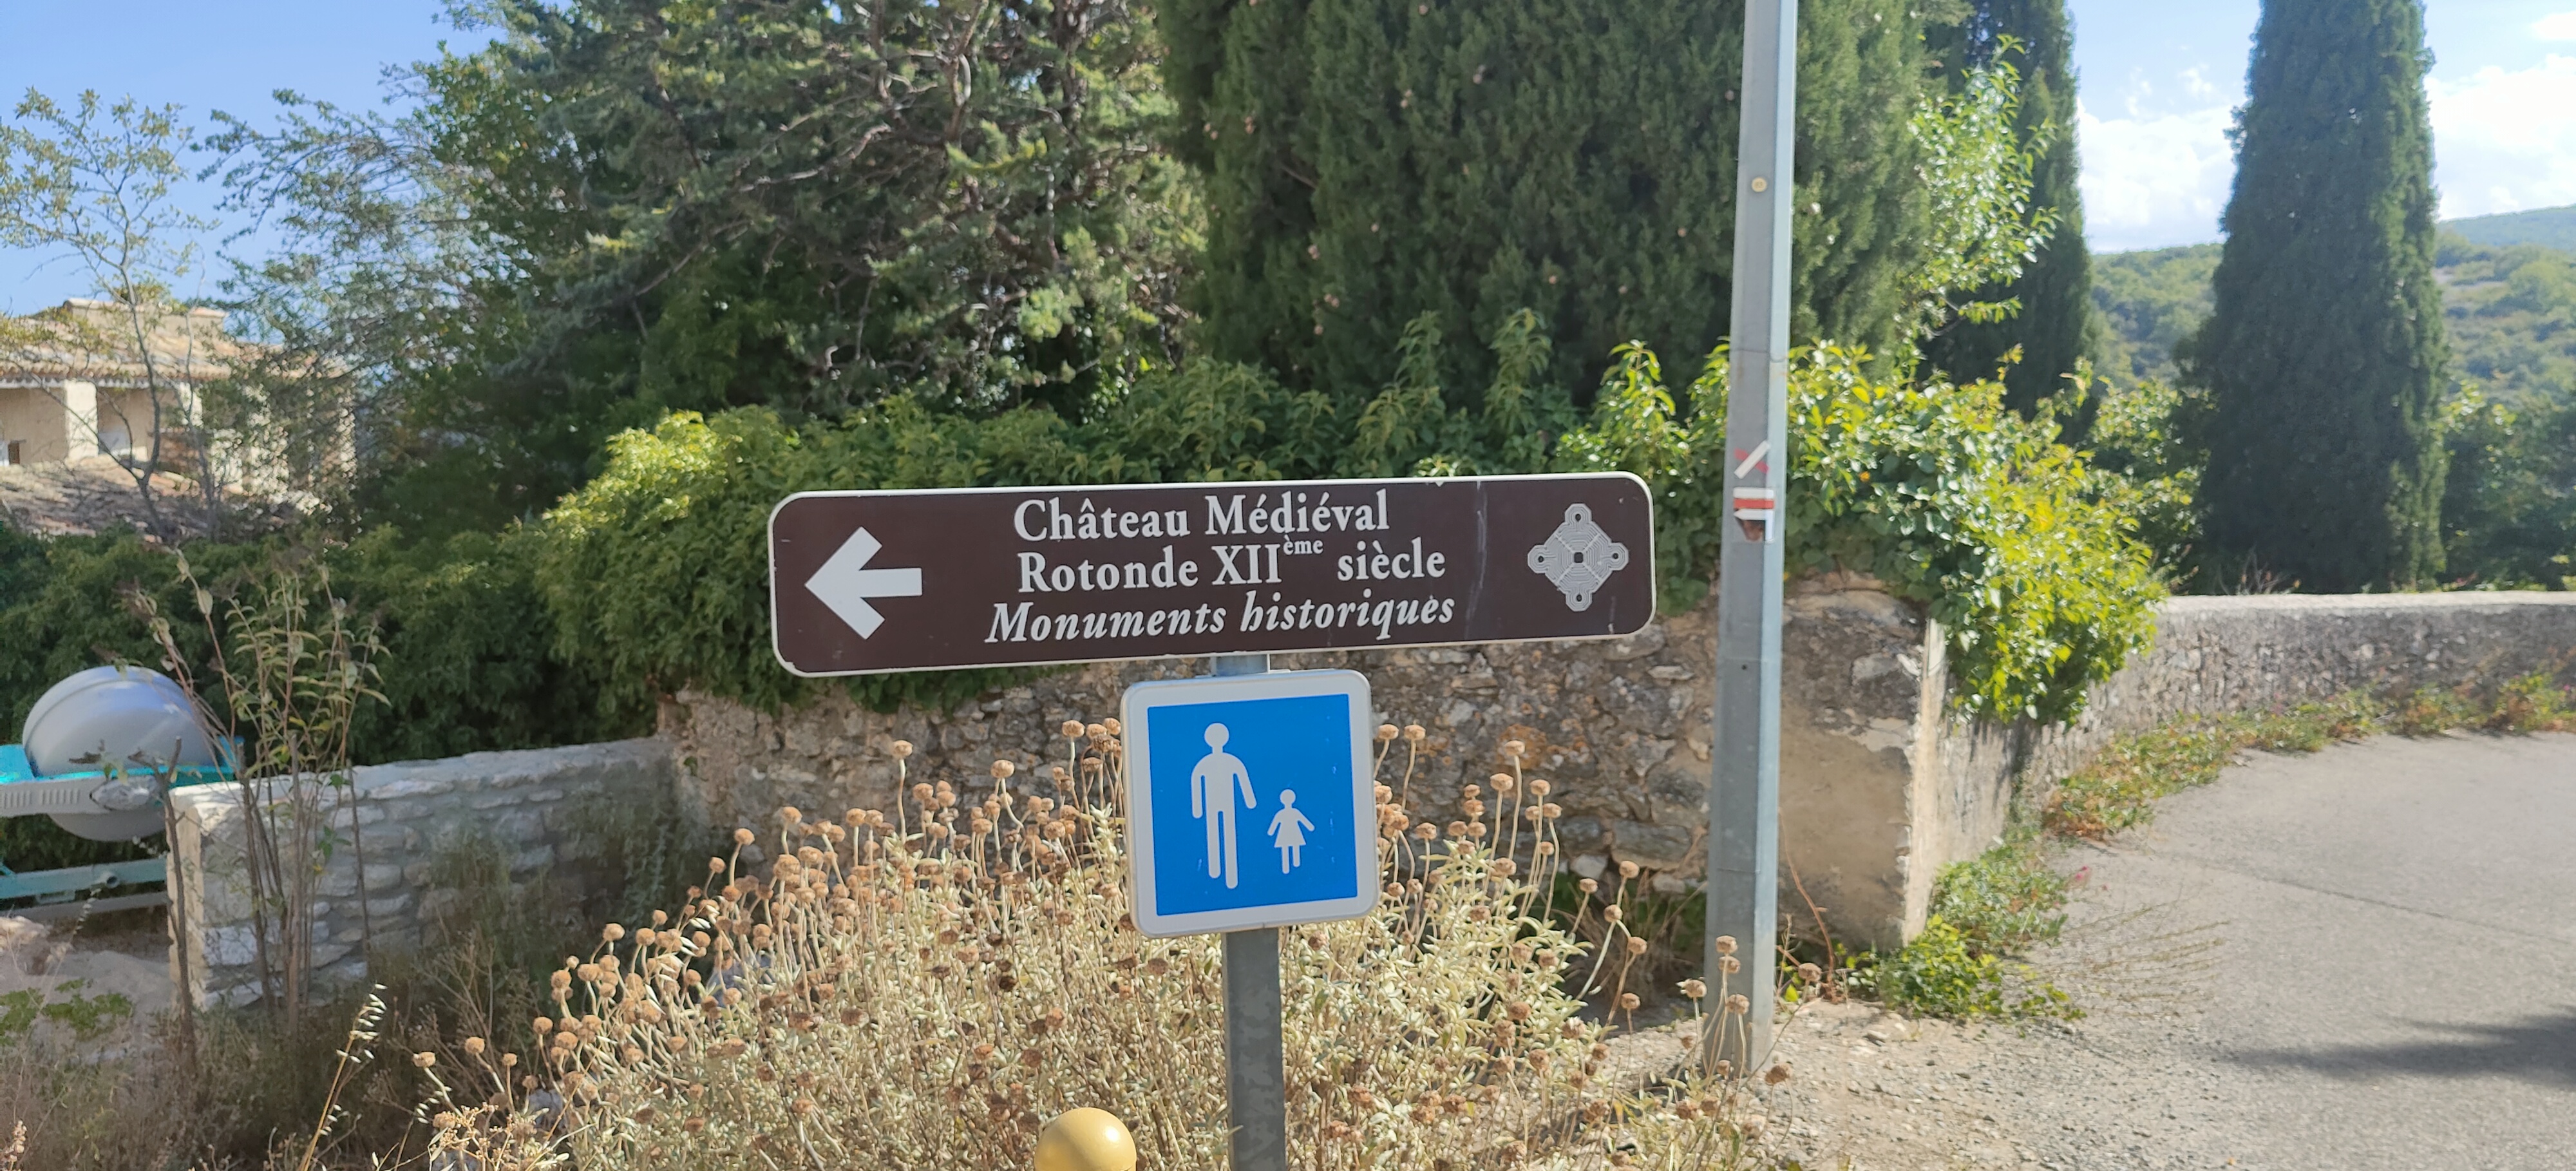 Château Médiéval
Rotonde XIIème siècle
Monuments historiques